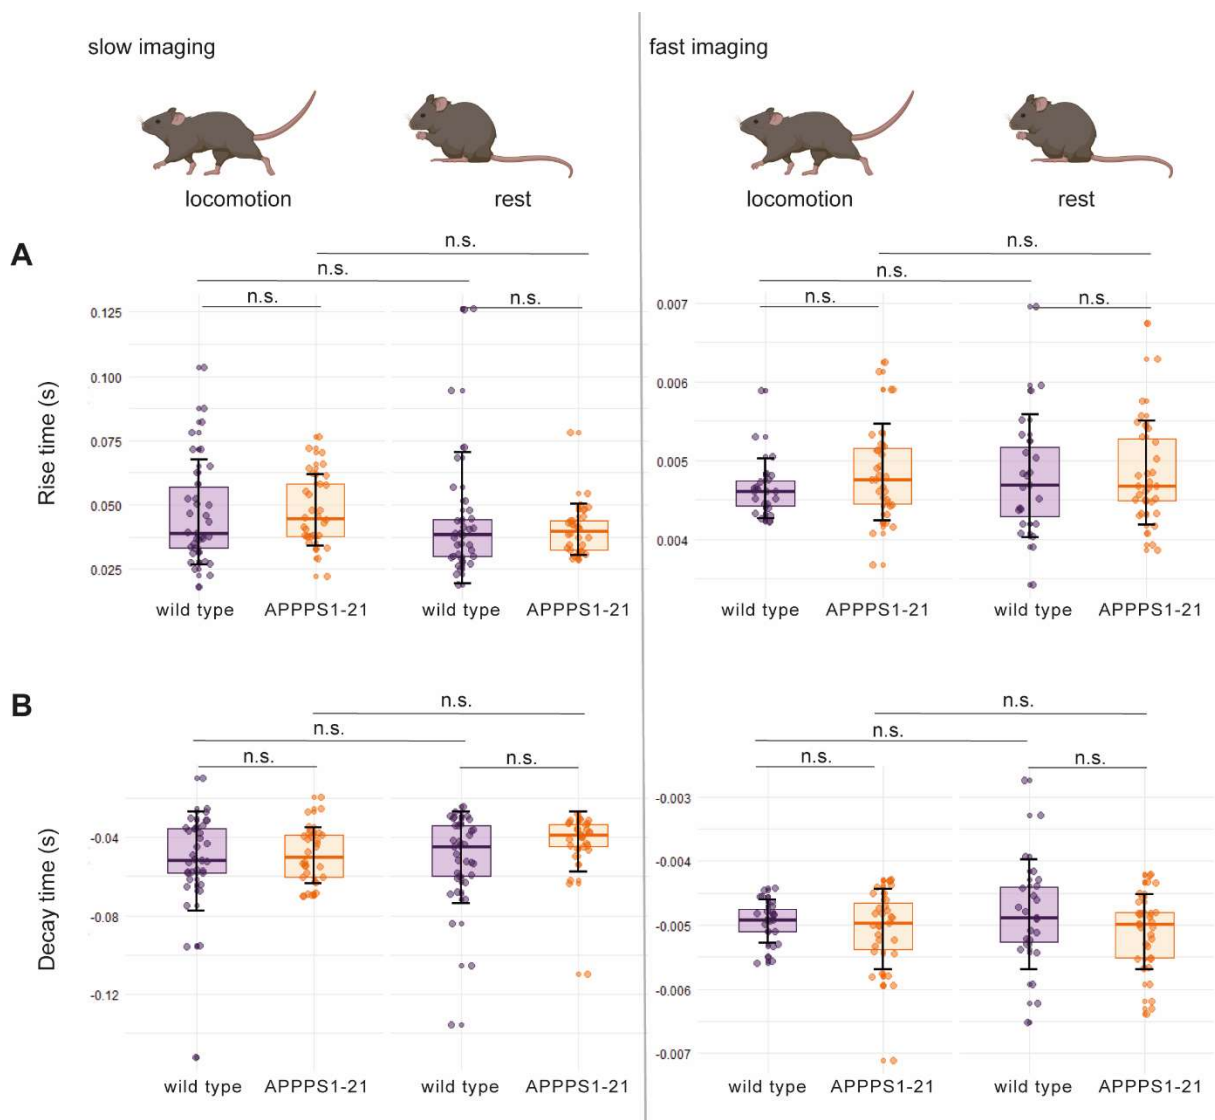 slow imaging
fast imaging
locomotion
rest
locomotion
rest
A
n.s.
n.s.
n.s.
n.s.
n.s.
n.s.
n.s.
n.s.
Rise time (s)
0.125
0.100
0.075
0.050
0.025
0.007
0.006
0.005
0.004
wild type
APPPS1-21
wild type
APPPS1-21
wild type
APPPS1-21
wild type
APPPS1-21
B
n.s.
n.s.
n.s.
n.s.
n.s.
n.s.
n.s.
n.s.
Decay time (s)
-0.04
-0.08
-0.12
-0.003
-0.004
-0.005
-0.006
-0.007
wild type
APPPS1-21
wild type
APPPS1-21
wild type
APPPS1-21
wild type
APPPS1-21